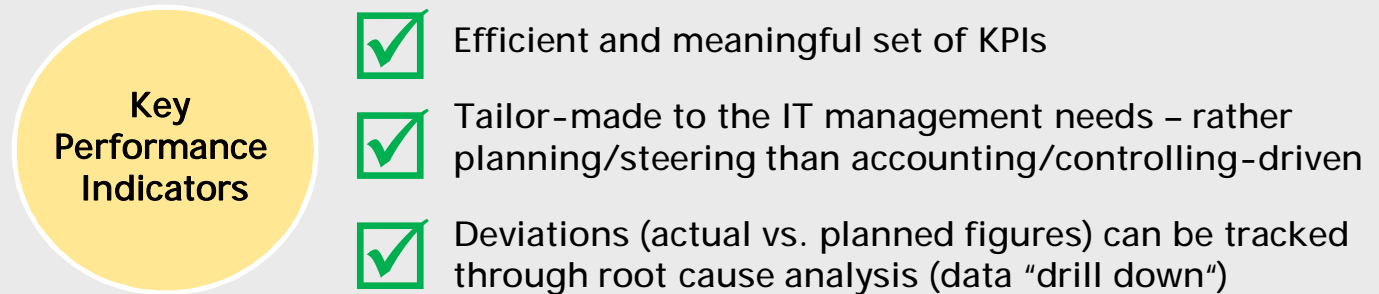 Key
Performance
Indicators
Efficient and meaningful set of KPIs
Tailor-made to the IT management needs – rather
planning/steering than accounting/controlling-driven
Deviations (actual vs. planned figures) can be tracked
through root cause analysis (data “drill down“)